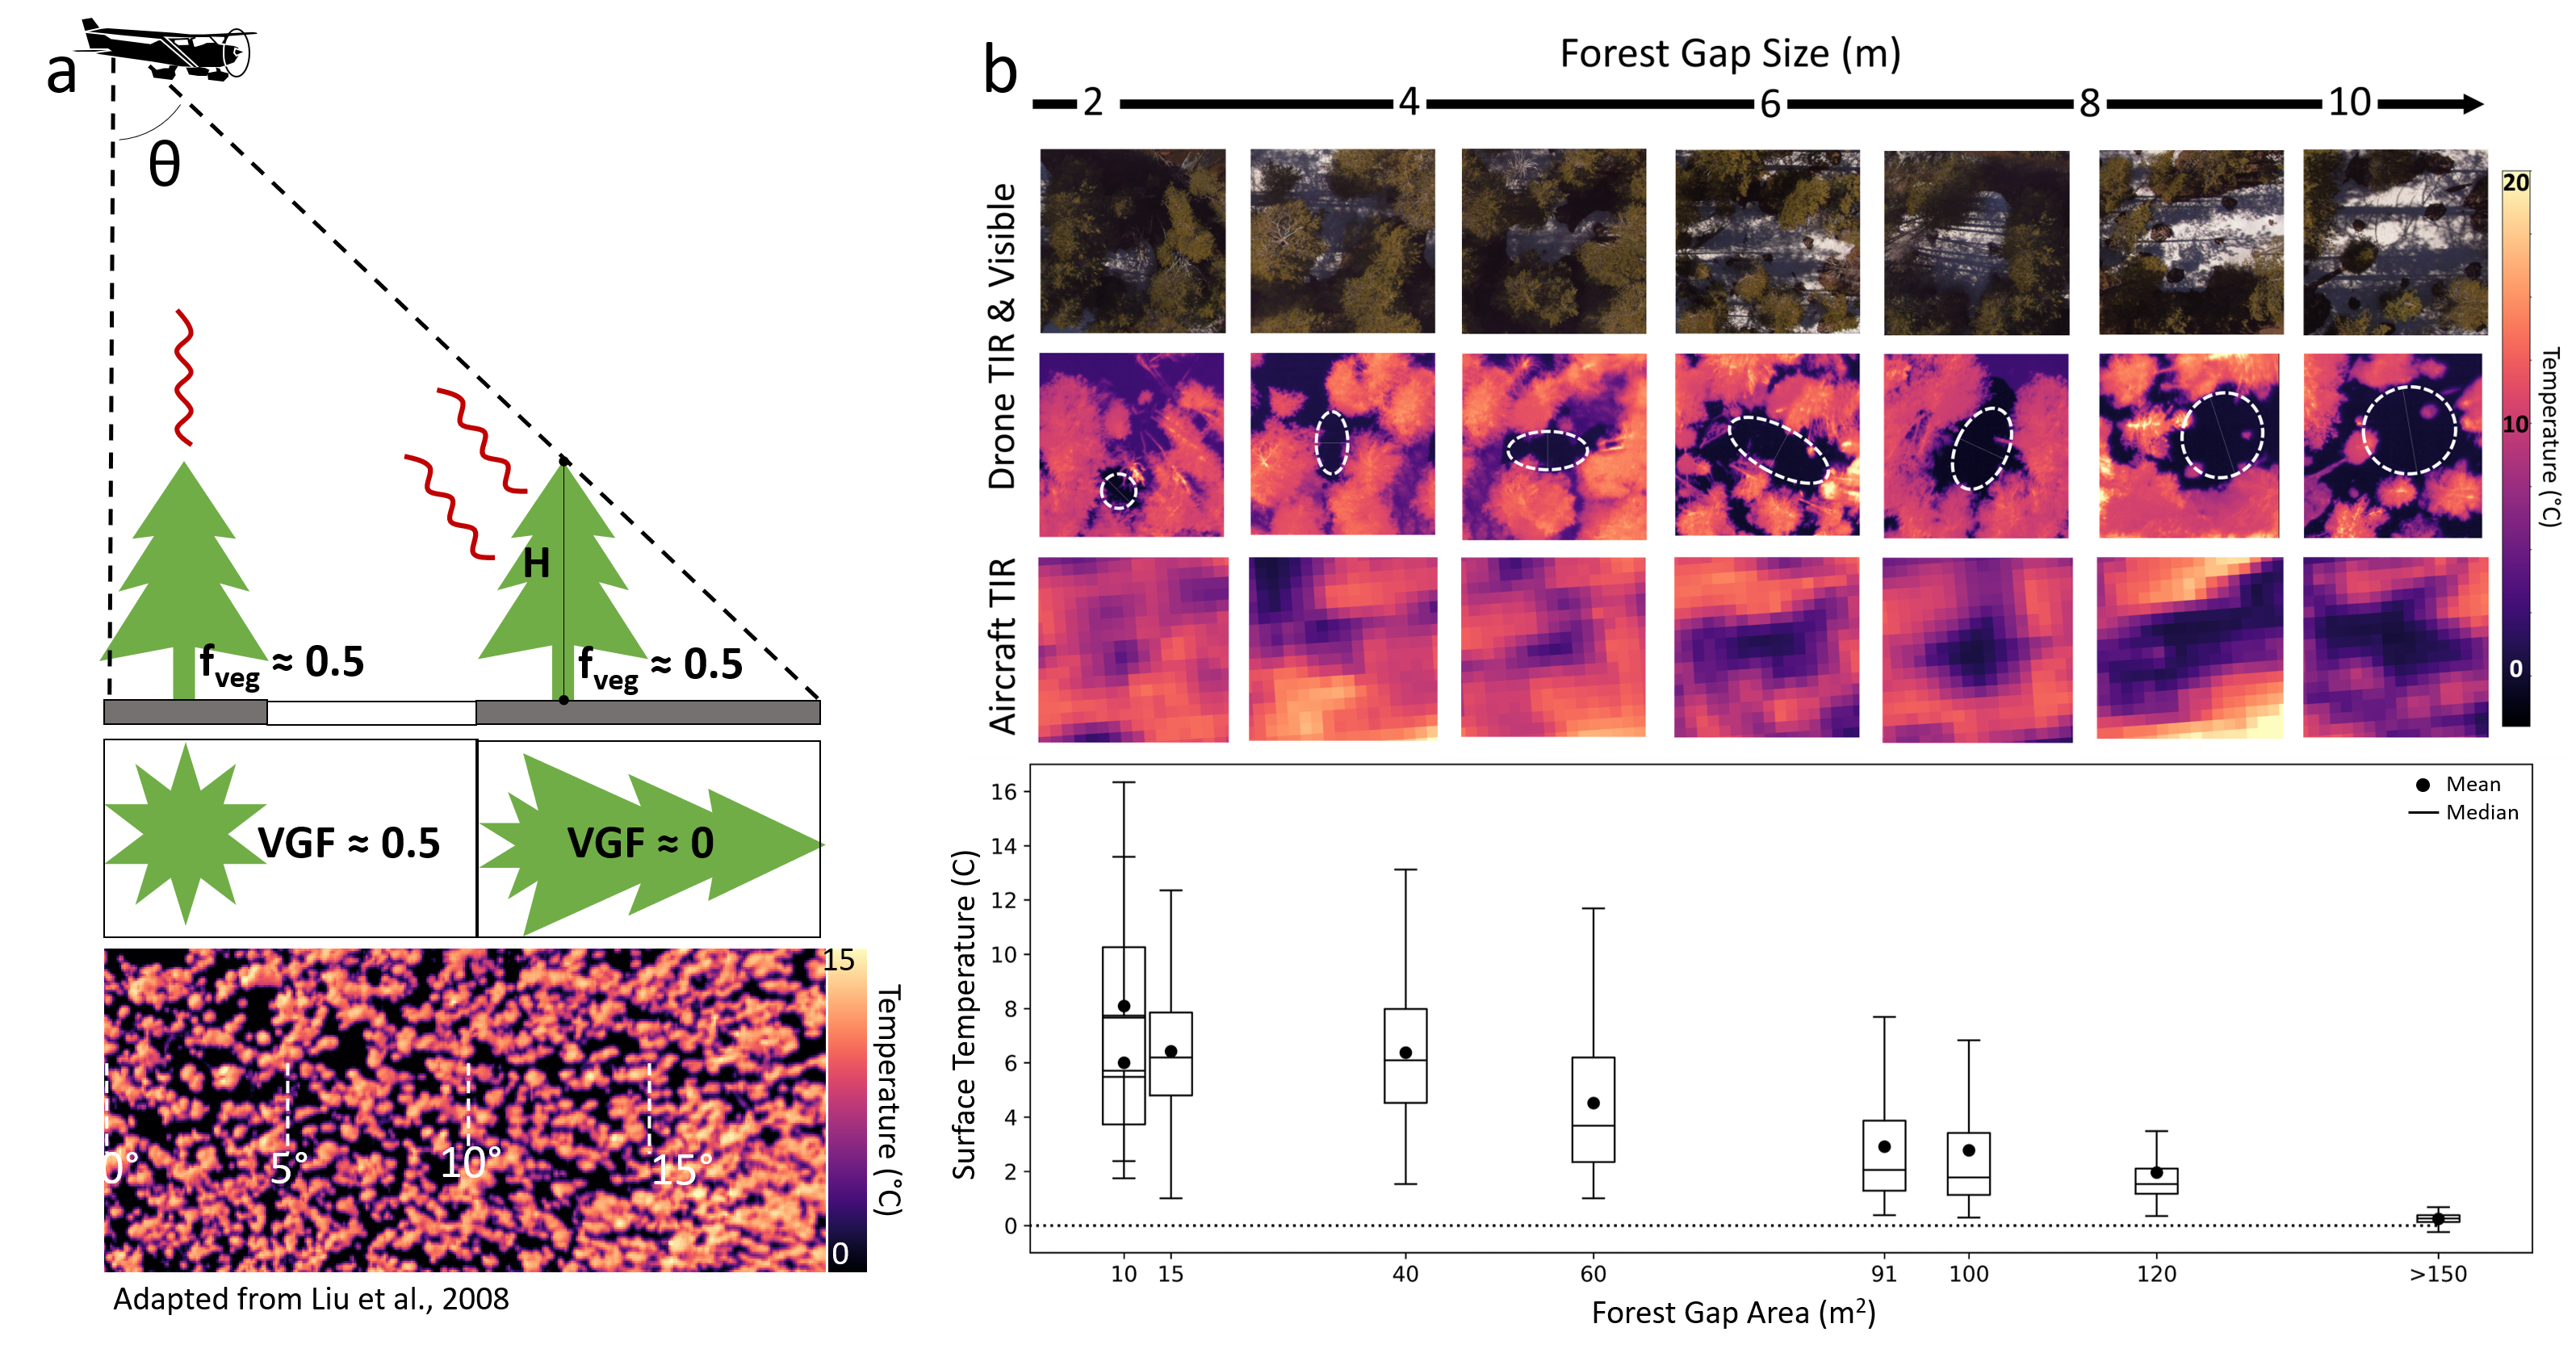 a
θ
H
f veg ≈ 0.5
f veg ≈ 0.5
VGF ≈ 0.5
VGF ≈ 0
15
0
Temperature (°C)
0°
5°
10°
15°
Adapted from Liu et al., 2008
b
Forest Gap Size (m)
2 4 6 8 10
Drone TIR & Visible
Aircraft TIR
20
10
0
Temperature (°C)
Mean
Median
Surface Temperature (C)
16
14
12
10
8
6
4
2
0
10 15 40 60 91 100 120 >150
Forest Gap Area (m²)